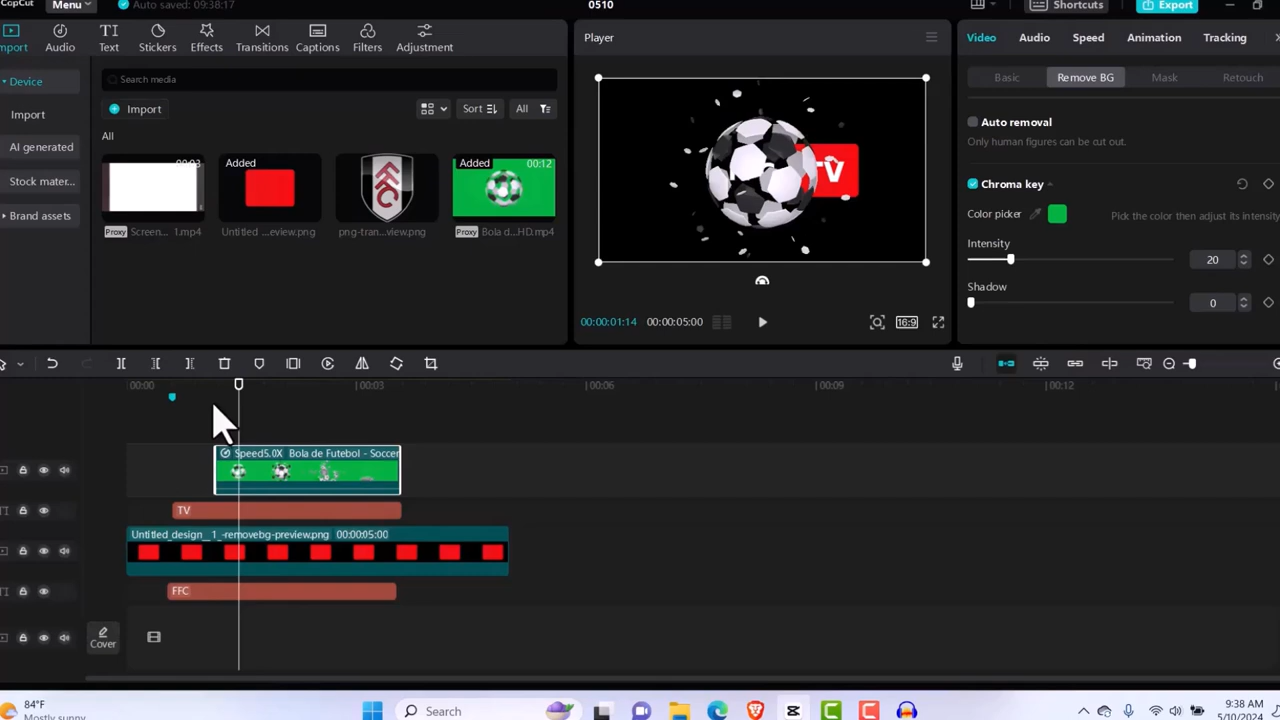 CapCut Menu Auto saved: 09:38:17 0510 Shortcuts Export
Import Audio Text Stickers Effects Transitions Captions Filters Adjustment
Player
Video Audio Speed Animation Tracking
Device
Import
AI generated
Stock mater...
Brand assets
Search media
Import
Sort
All
All
00:03
Added
Added 00:12
Proxy Screen... 1.mp4
Untitled ...eview.png
png-tran...view.png
Proxy Bola d...HD.mp4
TV
00:00:01:14 00:00:05:00
16:9
Basic Remove BG Mask Retouch
Auto removal
Only human figures can be cut out.
Chroma key
Color picker
Pick the color then adjust its intensity
Intensity
20
Shadow
0
00:00 00:03 00:06 00:09 00:12
Speed5.0X Bola de Futebol - Soccer
TV
Untitled_design__1_-removebg-preview.png 00:00:05:00
FFC
Cover
84°F
Mostly sunny
Search
9:38 AM
5/10/2024